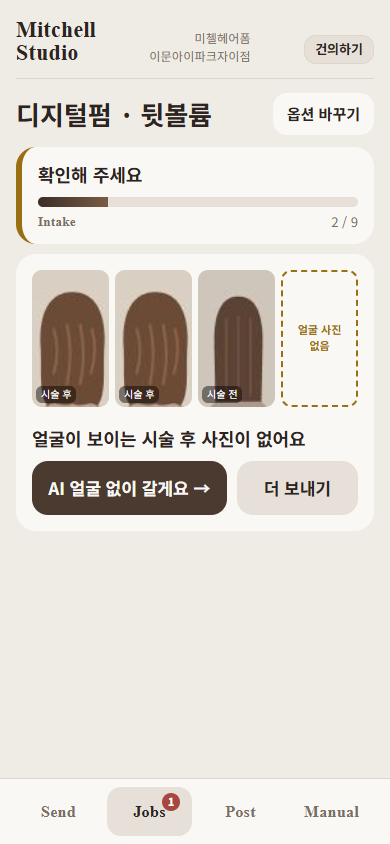 Mitchell
Studio
미첼헤어폼
이문아이파크자이점
건의하기
디지털펌 · 뒷볼륨
옵션 바꾸기
확인해 주세요
Intake
2 / 9
시술 후
시술 후
시술 전
얼굴 사진
없음
얼굴이 보이는 시술 후 사진이 없어요
AI 얼굴 없이 갈게요 →
더 보내기
Send
Jobs
1
Post
Manual